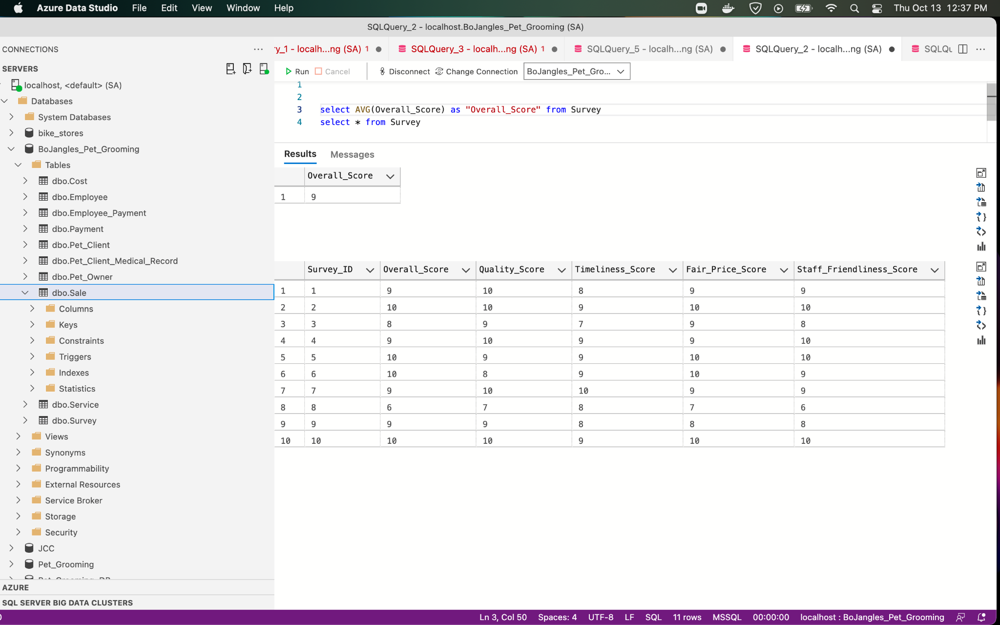 Azure Data Studio File Edit View Window Help Thu Oct 13 12:37 PM
SQLQuery_2 - localhost.BoJangles_Pet_Grooming (SA)
CONNECTIONS
SERVERS
localhost, <default> (SA)
Databases
System Databases
bike_stores
BoJangles_Pet_Grooming
Tables
dbo.Cost
dbo.Employee
dbo.Employee_Payment
dbo.Payment
dbo.Pet_Client
dbo.Pet_Client_Medical_Record
dbo.Pet_Owner
dbo.Sale
Columns
Keys
Constraints
Triggers
Indexes
Statistics
dbo.Service
dbo.Survey
Views
Synonyms
Programmability
External Resources
Service Broker
Storage
Security
JCC
Pet_Grooming
AZURE
SQL SERVER BIG DATA CLUSTERS
ry_1 - localh...ng (SA) 1 SQLQuery_3 - localh...ng (SA) 1 SQLQuery_5 - localh...ng (SA) SQLQuery_2 - localh...ng (SA) SQLQu
Run Cancel Disconnect Change Connection BoJangles_Pet_Gro...
1
2
3 select AVG(Overall_Score) as "Overall_Score" from Survey
4 select * from Survey
Results Messages
Overall_Score
1 9
Survey_ID Overall_Score Quality_Score Timeliness_Score Fair_Price_Score Staff_Friendliness_Score
1 1 9 10 8 9 9
2 2 10 10 9 10 10
3 3 8 9 7 9 8
4 4 9 10 9 9 10
5 5 10 9 9 10 10
6 6 10 8 9 10 9
7 7 9 10 10 9 9
8 8 6 7 8 7 6
9 9 9 9 8 8 8
10 10 10 10 9 10 10
Ln 3, Col 50 Spaces: 4 UTF-8 LF SQL 11 rows MSSQL 00:00:00 localhost : BoJangles_Pet_Grooming